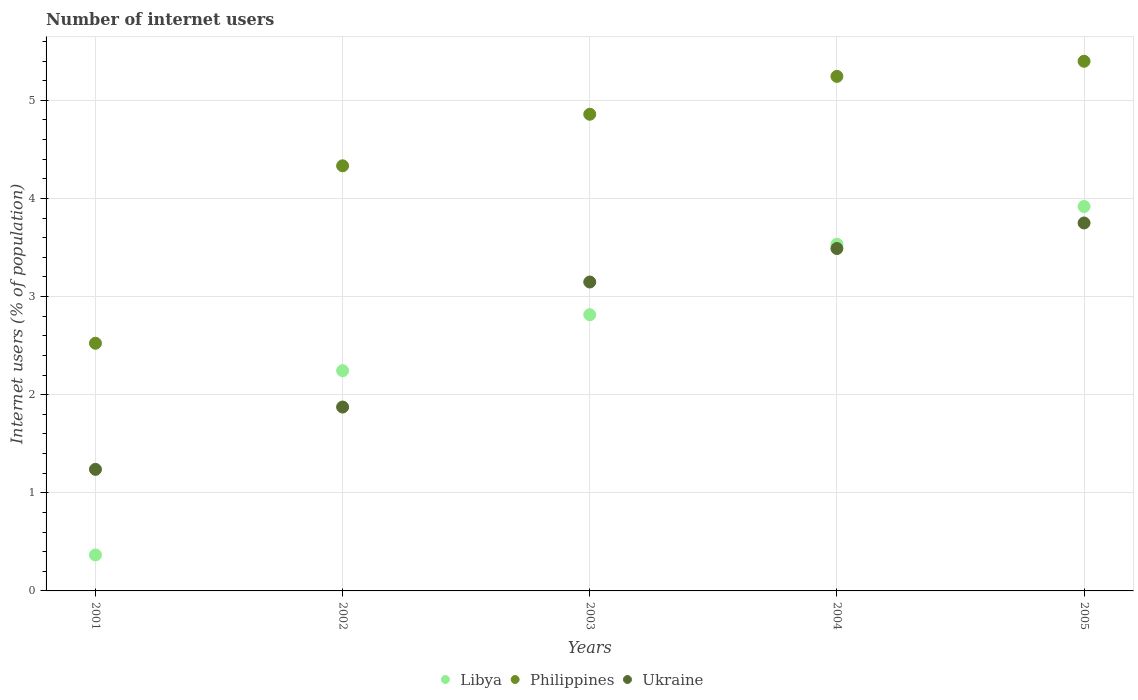 Number of internet users
Internet users (% of population)
5
4
3
2
1
0
2001
2002
2003
2004
2005
Years
Libya
Philippines
Ukraine